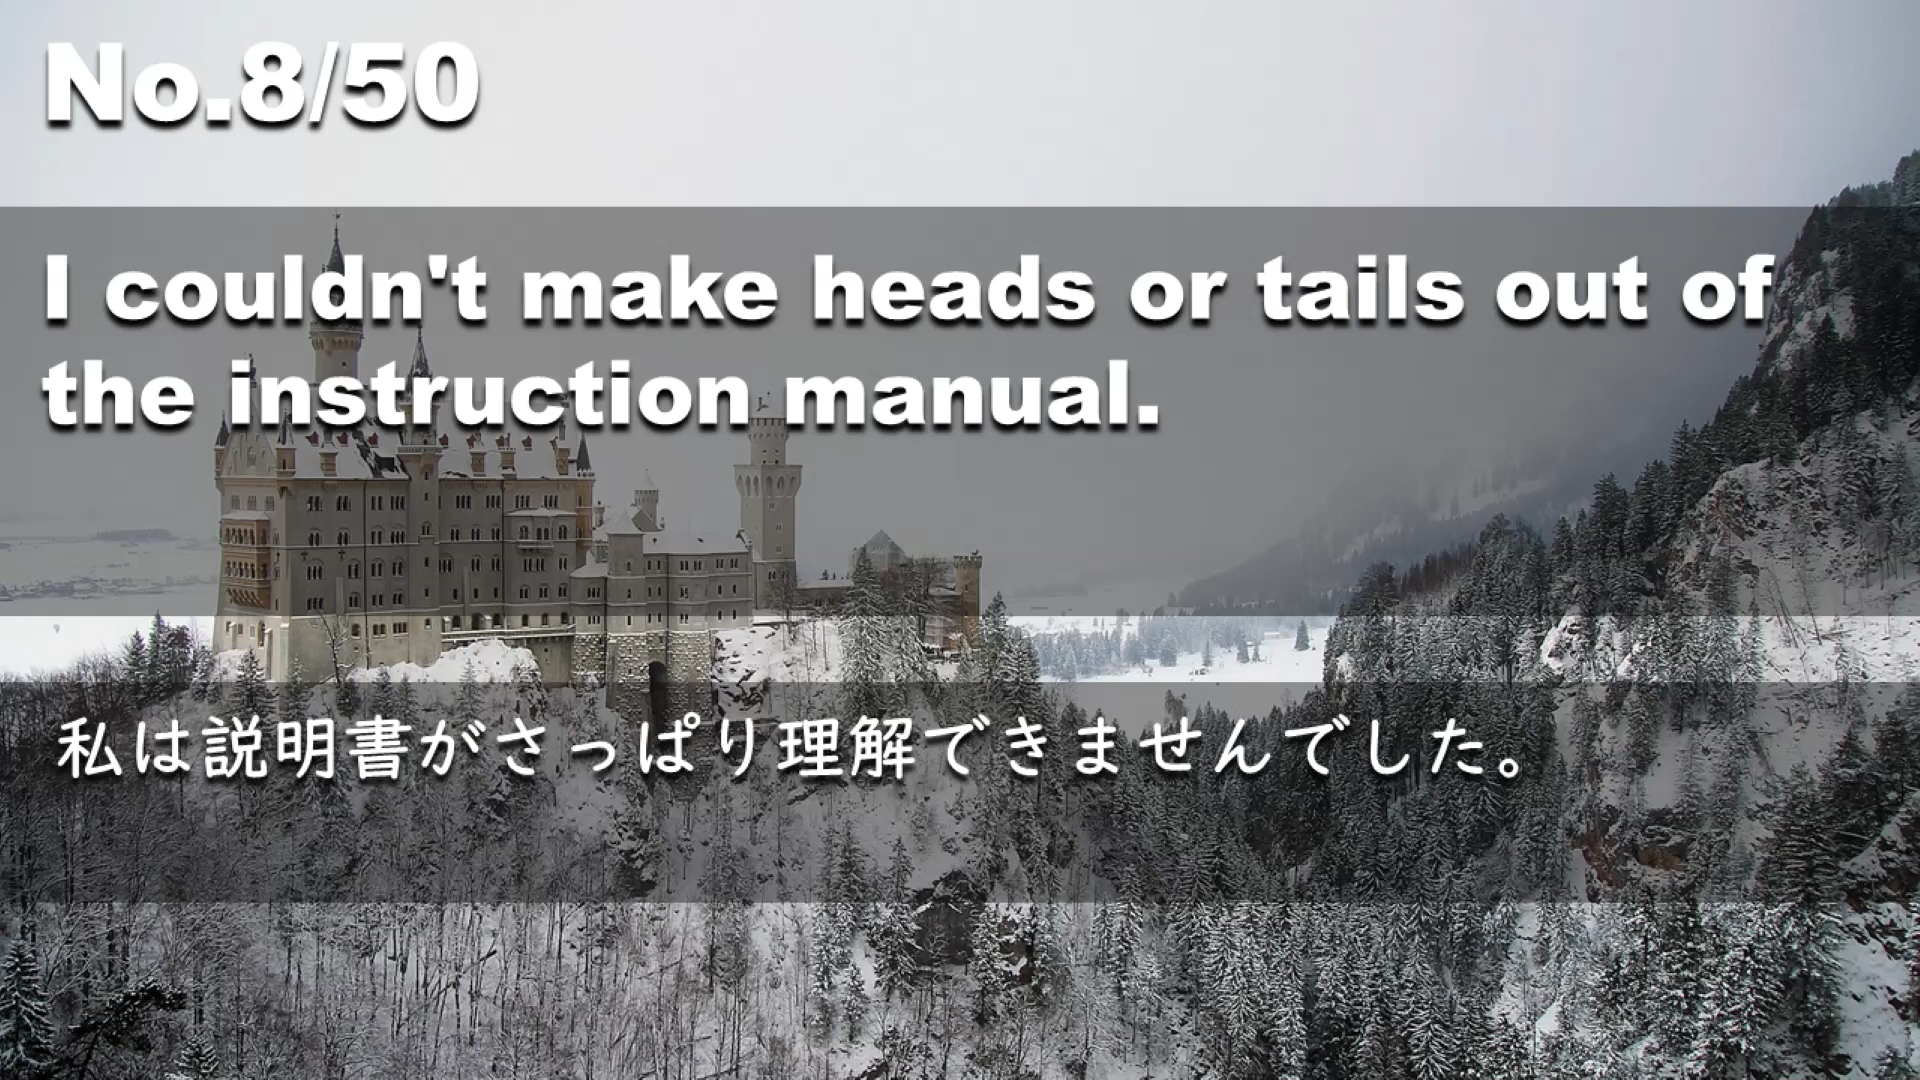 No.8/50
I couldn't make heads or tails out of
the instruction manual.
私は説明書がさっぱり理解できませんでした。